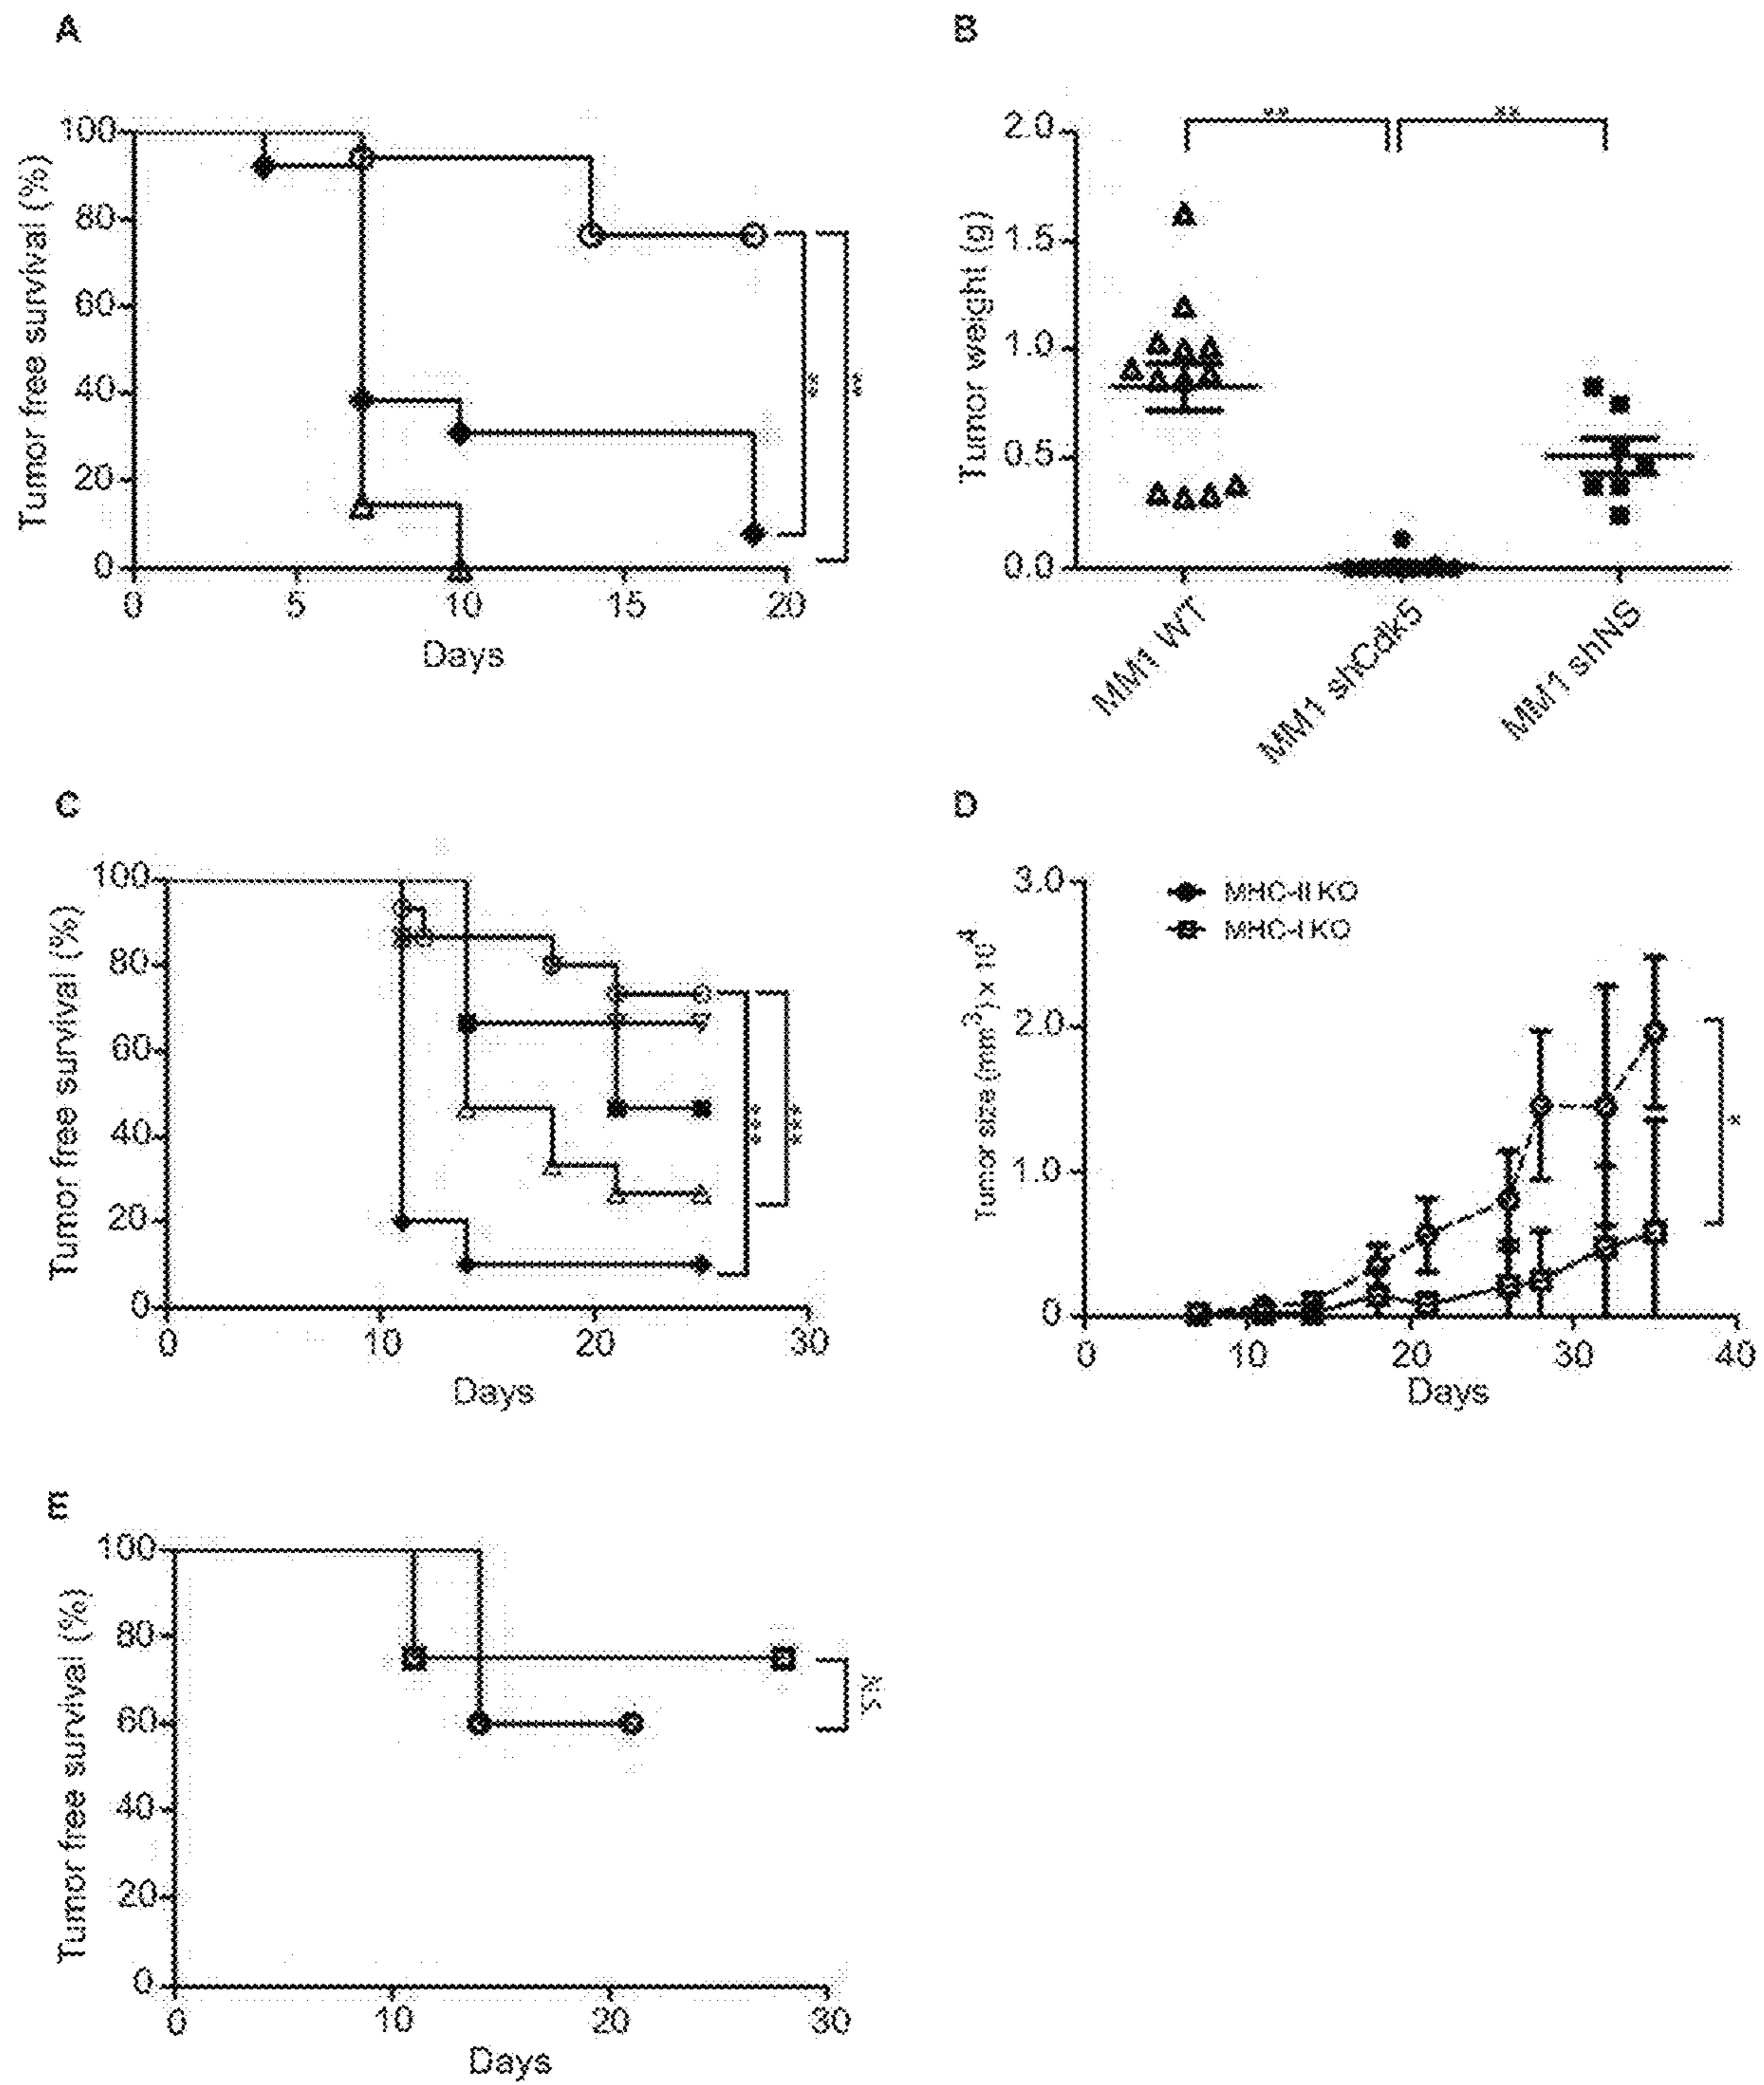 A
Tumor free survival (%)
100
80
60
40
20
0
0 5 10 15 20
Days
**
B
Tumor weight (g)
2.0
1.5
1.0
0.5
0.0
** **
MM1 WT
MM1 shCdk5
MM1 shNS
C
Tumor free survival (%)
100
80
60
40
20
0
0 10 20 30
Days
***
***
D
Tumor size (mm³) x 10⁴
3.0
2.0
1.0
0
0 10 20 30 40
Days
MHC-II KO
MHC-I KO
*
E
Tumor free survival (%)
100
80
60
40
20
0
0 10 20 30
Days
N.S.